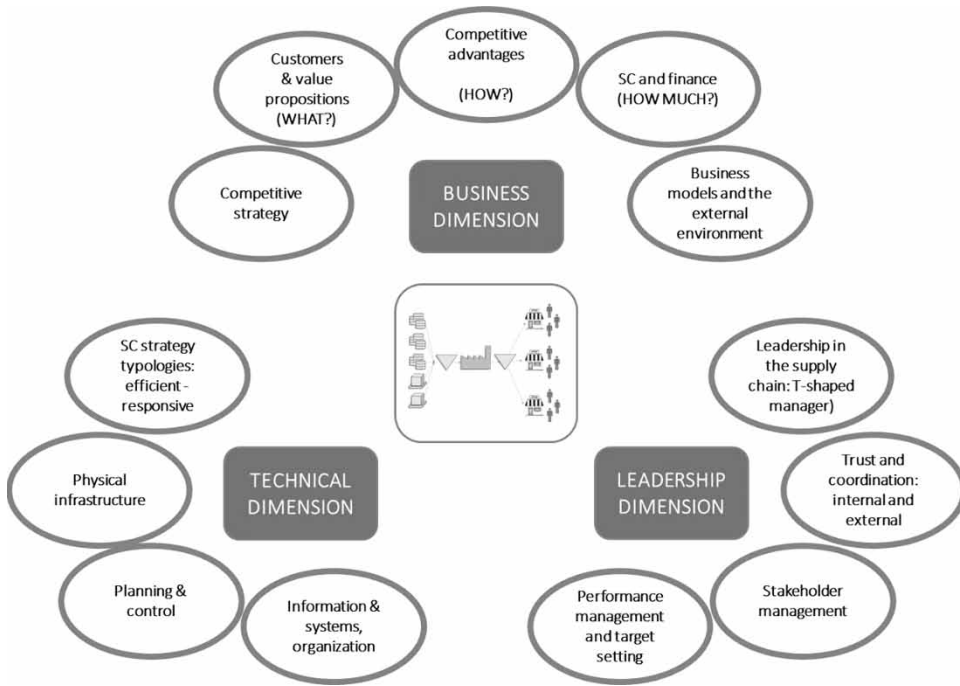 Competitive
advantages
(HOW?)
Customers
& value
propositions
(WHAT?)
SC and finance
(HOW MUCH?)
Competitive
strategy
BUSINESS
DIMENSION
Business
models and the
external
environment
SC strategy
typologies:
efficient -
responsive
Physical
infrastructure
TECHNICAL
DIMENSION
Planning &
control
Information &
systems,
organization
Leadership in
the supply
chain: T-shaped
manager)
LEADERSHIP
DIMENSION
Trust and
coordination:
internal and
external
Stakeholder
management
Performance
management
and target
setting